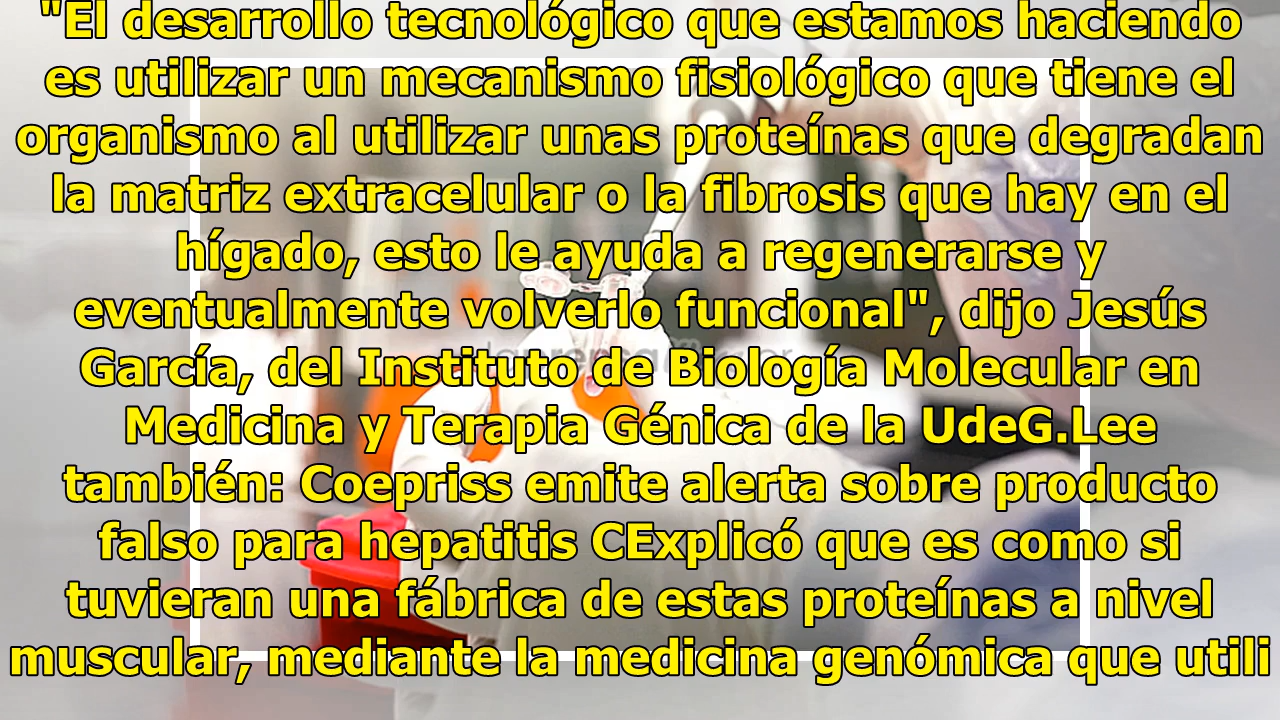 "El desarrollo tecnológico que estamos haciendo
es utilizar un mecanismo fisiológico que tiene el
organismo al utilizar unas proteínas que degradan
la matriz extracelular o la fibrosis que hay en el
hígado, esto le ayuda a regenerarse y
eventualmente volverlo funcional", dijo Jesús
García, del Instituto de Biología Molecular en
Medicina y Terapia Génica de la UdeG.Lee
también: Coepriss emite alerta sobre producto
falso para hepatitis CExplicó que es como si
tuvieran una fábrica de estas proteínas a nivel
muscular, mediante la medicina genómica que utili